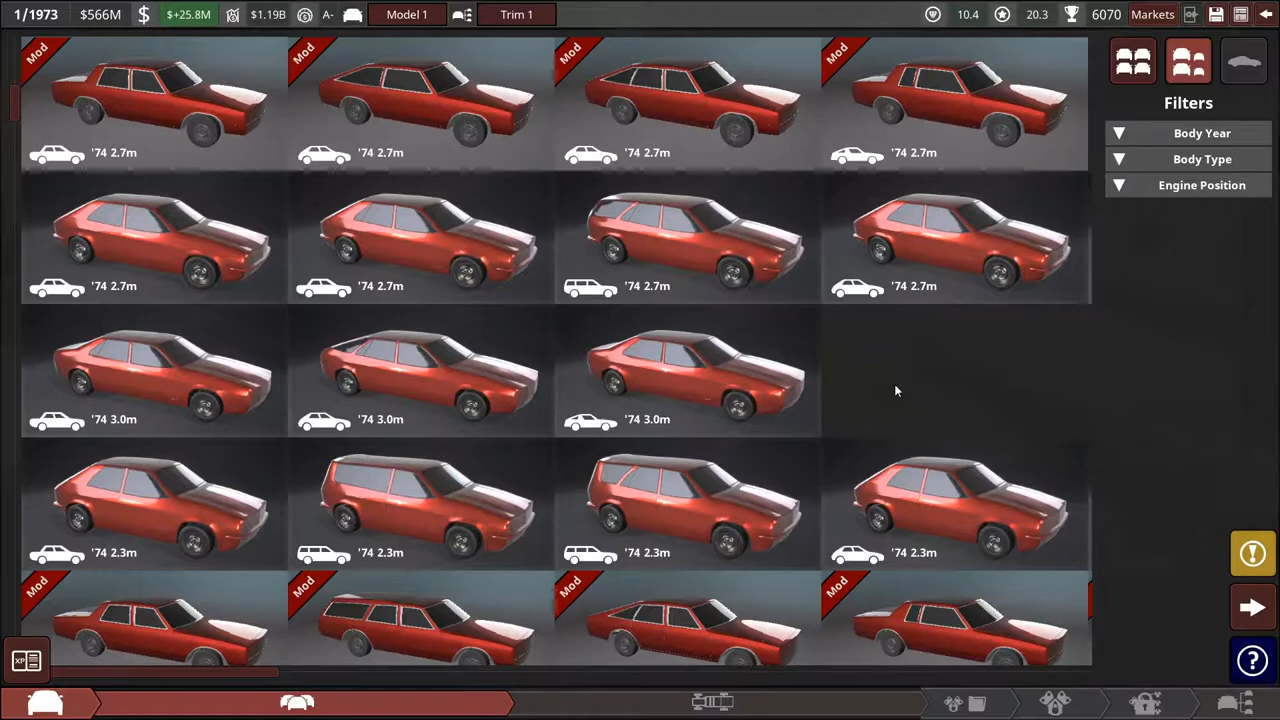 1/1973 $566M $ $+25.8M $1.19B A- Model 1 Trim 1 10.4 20.3 6070 Markets
Mod Mod Mod Mod
'74 2.7m '74 2.7m '74 2.7m '74 2.7m
Filters
Body Year
Body Type
Engine Position
'74 2.7m '74 2.7m '74 2.7m '74 2.7m
'74 3.0m '74 3.0m '74 3.0m
'74 2.3m '74 2.3m '74 2.3m '74 2.3m
Mod Mod Mod Mod
XP
!
?